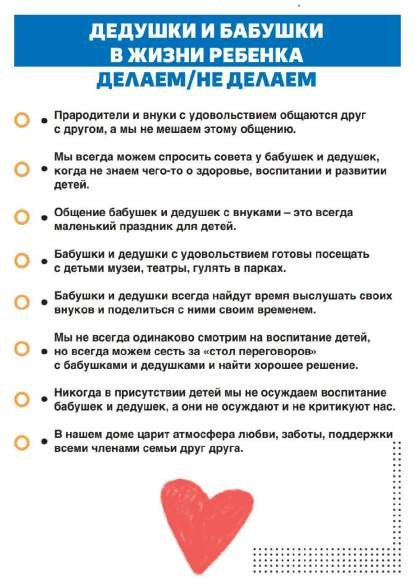 ДЕДУШКИ И БАБУШКИ
В ЖИЗНИ РЕБЕНКА
ДЕЛАЕМ/НЕ ДЕЛАЕМ
• Прародители и внуки с удовольствием общаются друг
с другом, а мы не мешаем этому общению.
• Мы всегда можем спросить совета у бабушек и дедушек,
когда не знаем чего-то о здоровье, воспитании и развитии
детей.
• Общение бабушек и дедушек с внуками – это всегда
маленький праздник для детей.
• Бабушки и дедушки с удовольствием готовы посещать
с детьми музеи, театры, гулять в парках.
• Бабушки и дедушки всегда найдут время выслушать своих
внуков и поделиться с ними своим временем.
• Мы не всегда одинаково смотрим на воспитание детей,
но всегда можем сесть за «стол переговоров»
с бабушками и дедушками и найти хорошее решение.
• Никогда в присутствии детей мы не осуждаем воспитание
бабушек и дедушек, а они не осуждают и не критикуют нас.
• В нашем доме царит атмосфера любви, заботы, поддержки
всеми членами семьи друг друга.